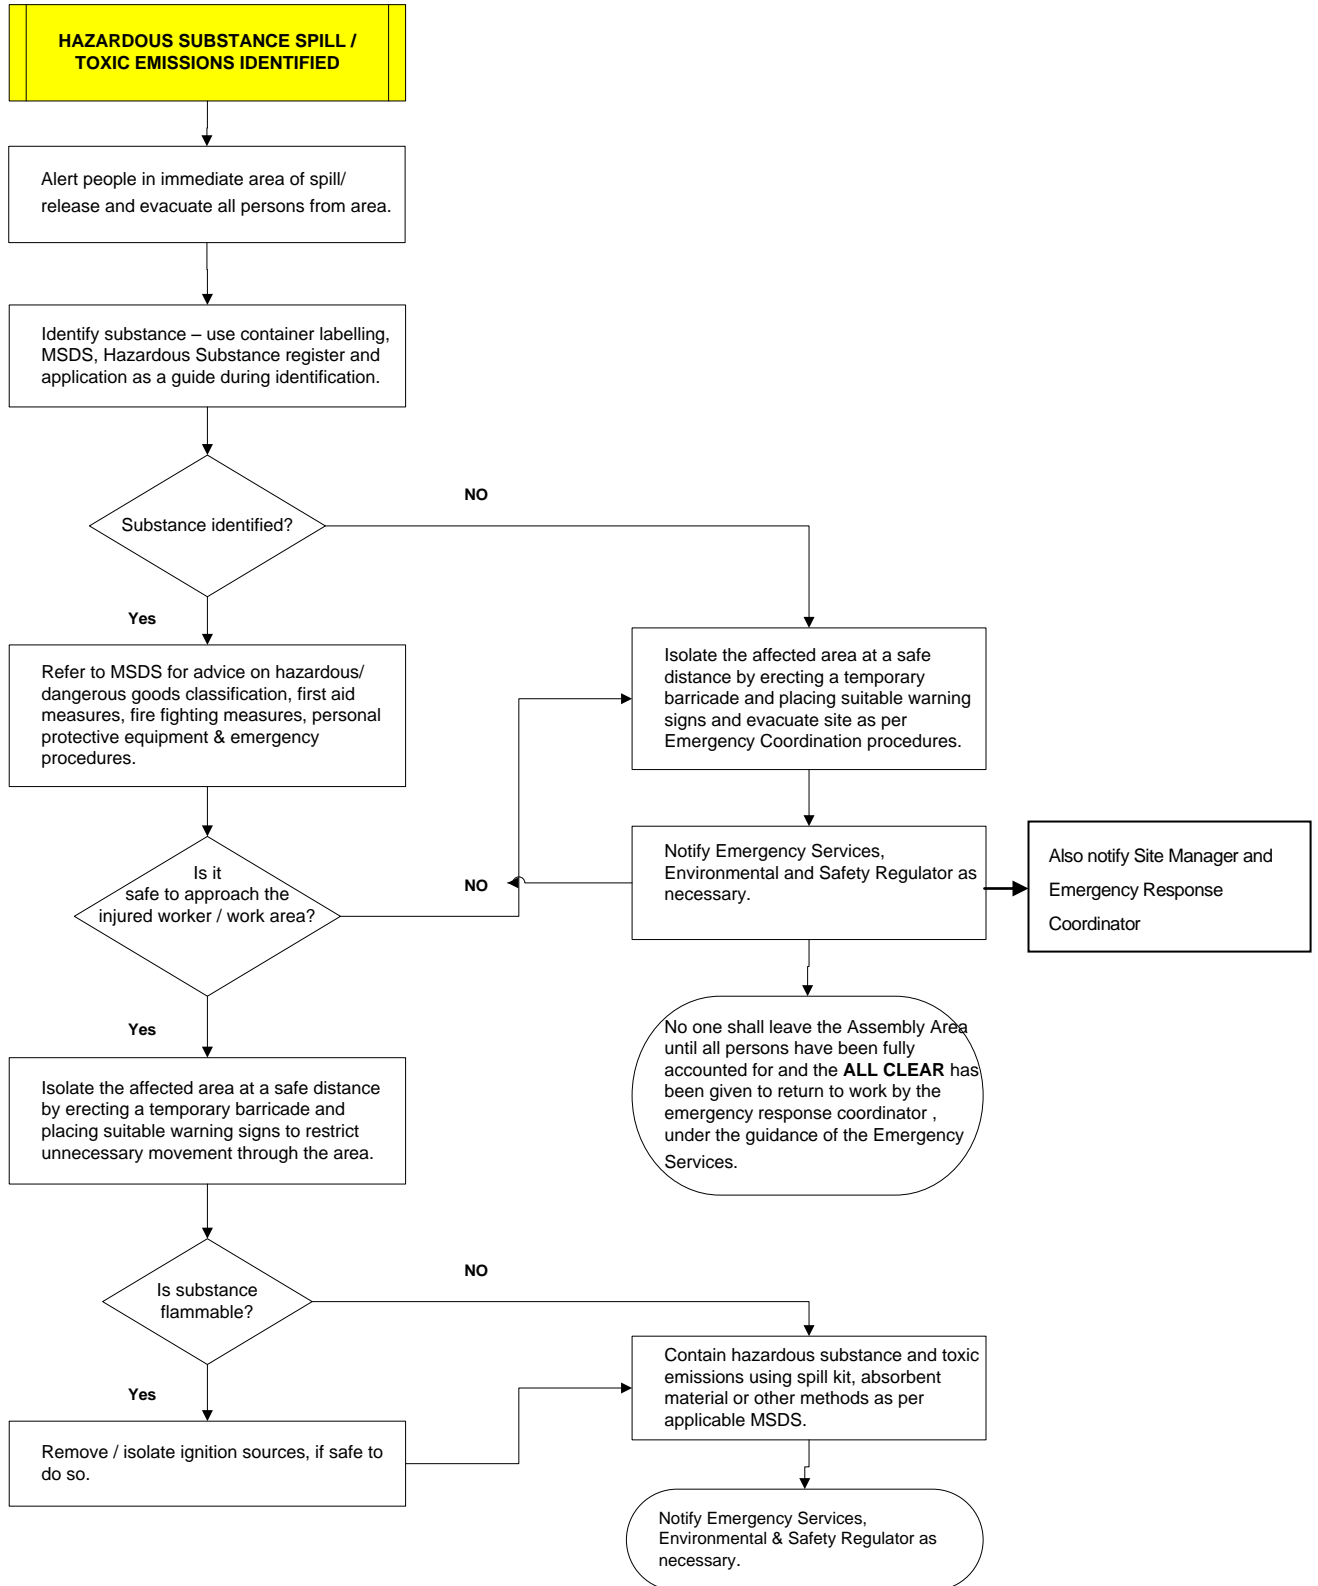 HAZARDOUS SUBSTANCE SPILL /
TOXIC EMISSIONS IDENTIFIED
Alert people in immediate area of spill/
release and evacuate all persons from area.
Identify substance – use container labelling,
MSDS, Hazardous Substance register and
application as a guide during identification.
Substance identified?
NO
Yes
Refer to MSDS for advice on hazardous/
dangerous goods classification, first aid
measures, fire fighting measures, personal
protective equipment & emergency
procedures.
Isolate the affected area at a safe
distance by erecting a temporary
barricade and placing suitable warning
signs and evacuate site as per
Emergency Coordination procedures.
Is it
safe to approach the
injured worker / work area?
NO
Notify Emergency Services,
Environmental and Safety Regulator as
necessary.
Also notify Site Manager and
Emergency Response
Coordinator
Yes
No one shall leave the Assembly Area
until all persons have been fully
accounted for and the ALL CLEAR has
been given to return to work by the
emergency response coordinator ,
under the guidance of the Emergency
Services.
Isolate the affected area at a safe distance
by erecting a temporary barricade and
placing suitable warning signs to restrict
unnecessary movement through the area.
Is substance
flammable?
NO
Yes
Contain hazardous substance and toxic
emissions using spill kit, absorbent
material or other methods as per
applicable MSDS.
Remove / isolate ignition sources, if safe to
do so.
Notify Emergency Services,
Environmental & Safety Regulator as
necessary.